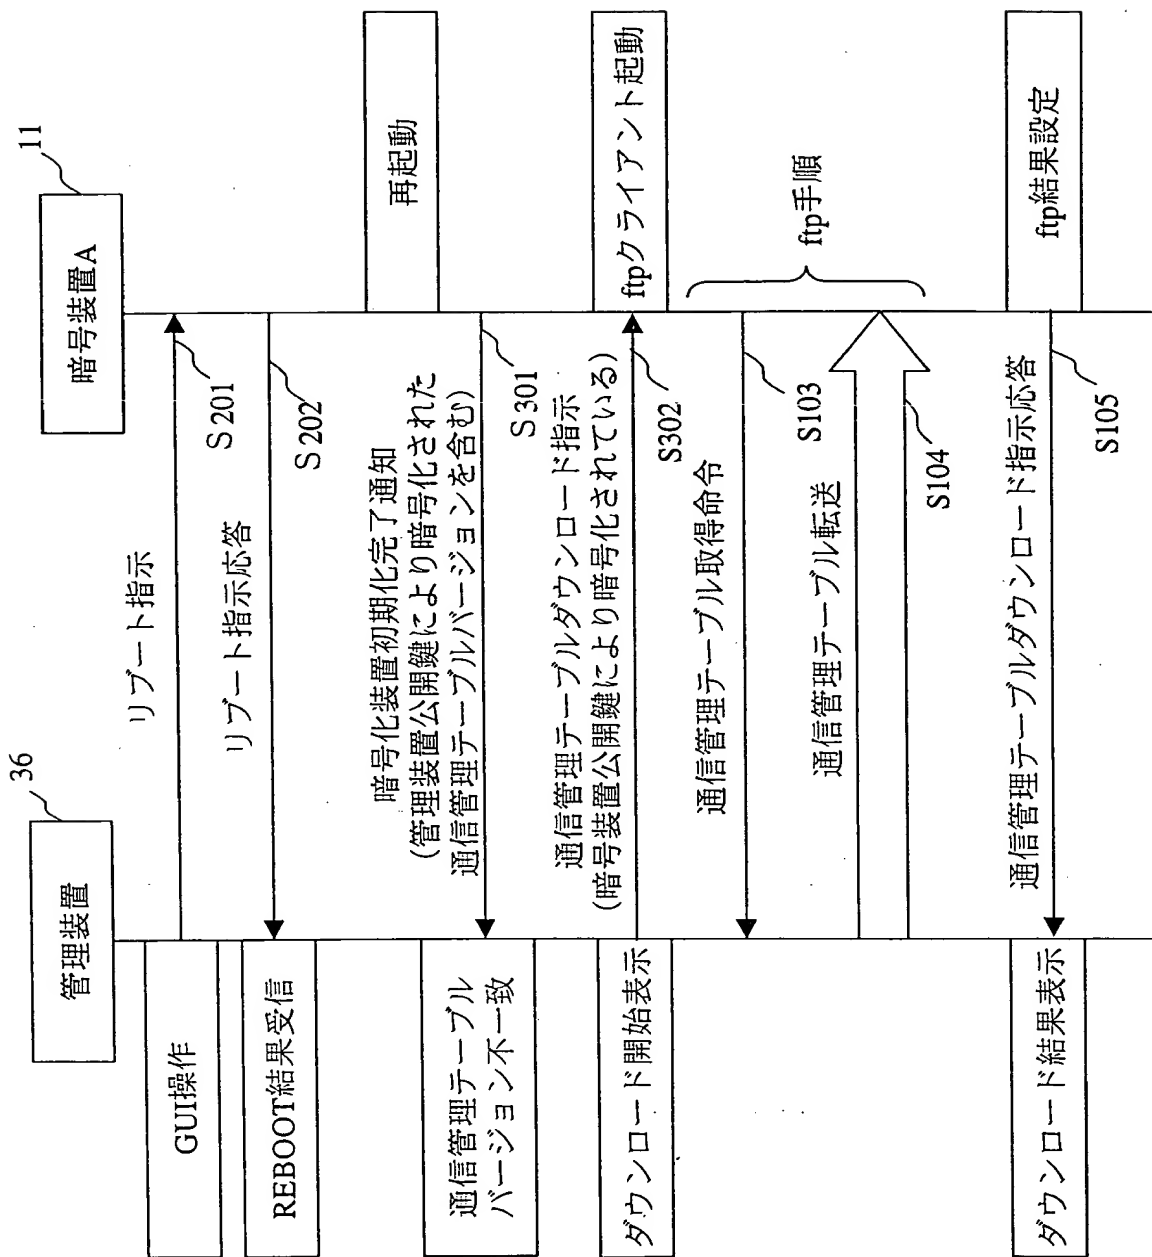 管理装置
36
暗号装置A
11
GUI操作
リブート指示
S201
REBOOT結果受信
リブート指示応答
S202
再起動
暗号化装置初期化完了通知
(管理装置公開鍵により暗号化された
通信管理テーブルバージョンを含む)
S301
通信管理テーブル
バージョン不一致
通信管理テーブルダウンロード指示
(暗号装置公開鍵により暗号化されている)
S302
ダウンロード開始表示
ftpクライアント起動
通信管理テーブル取得命令
S103
ftp手順
通信管理テーブル転送
S104
通信管理テーブルダウンロード指示応答
S105
ダウンロード結果表示
ftp結果設定